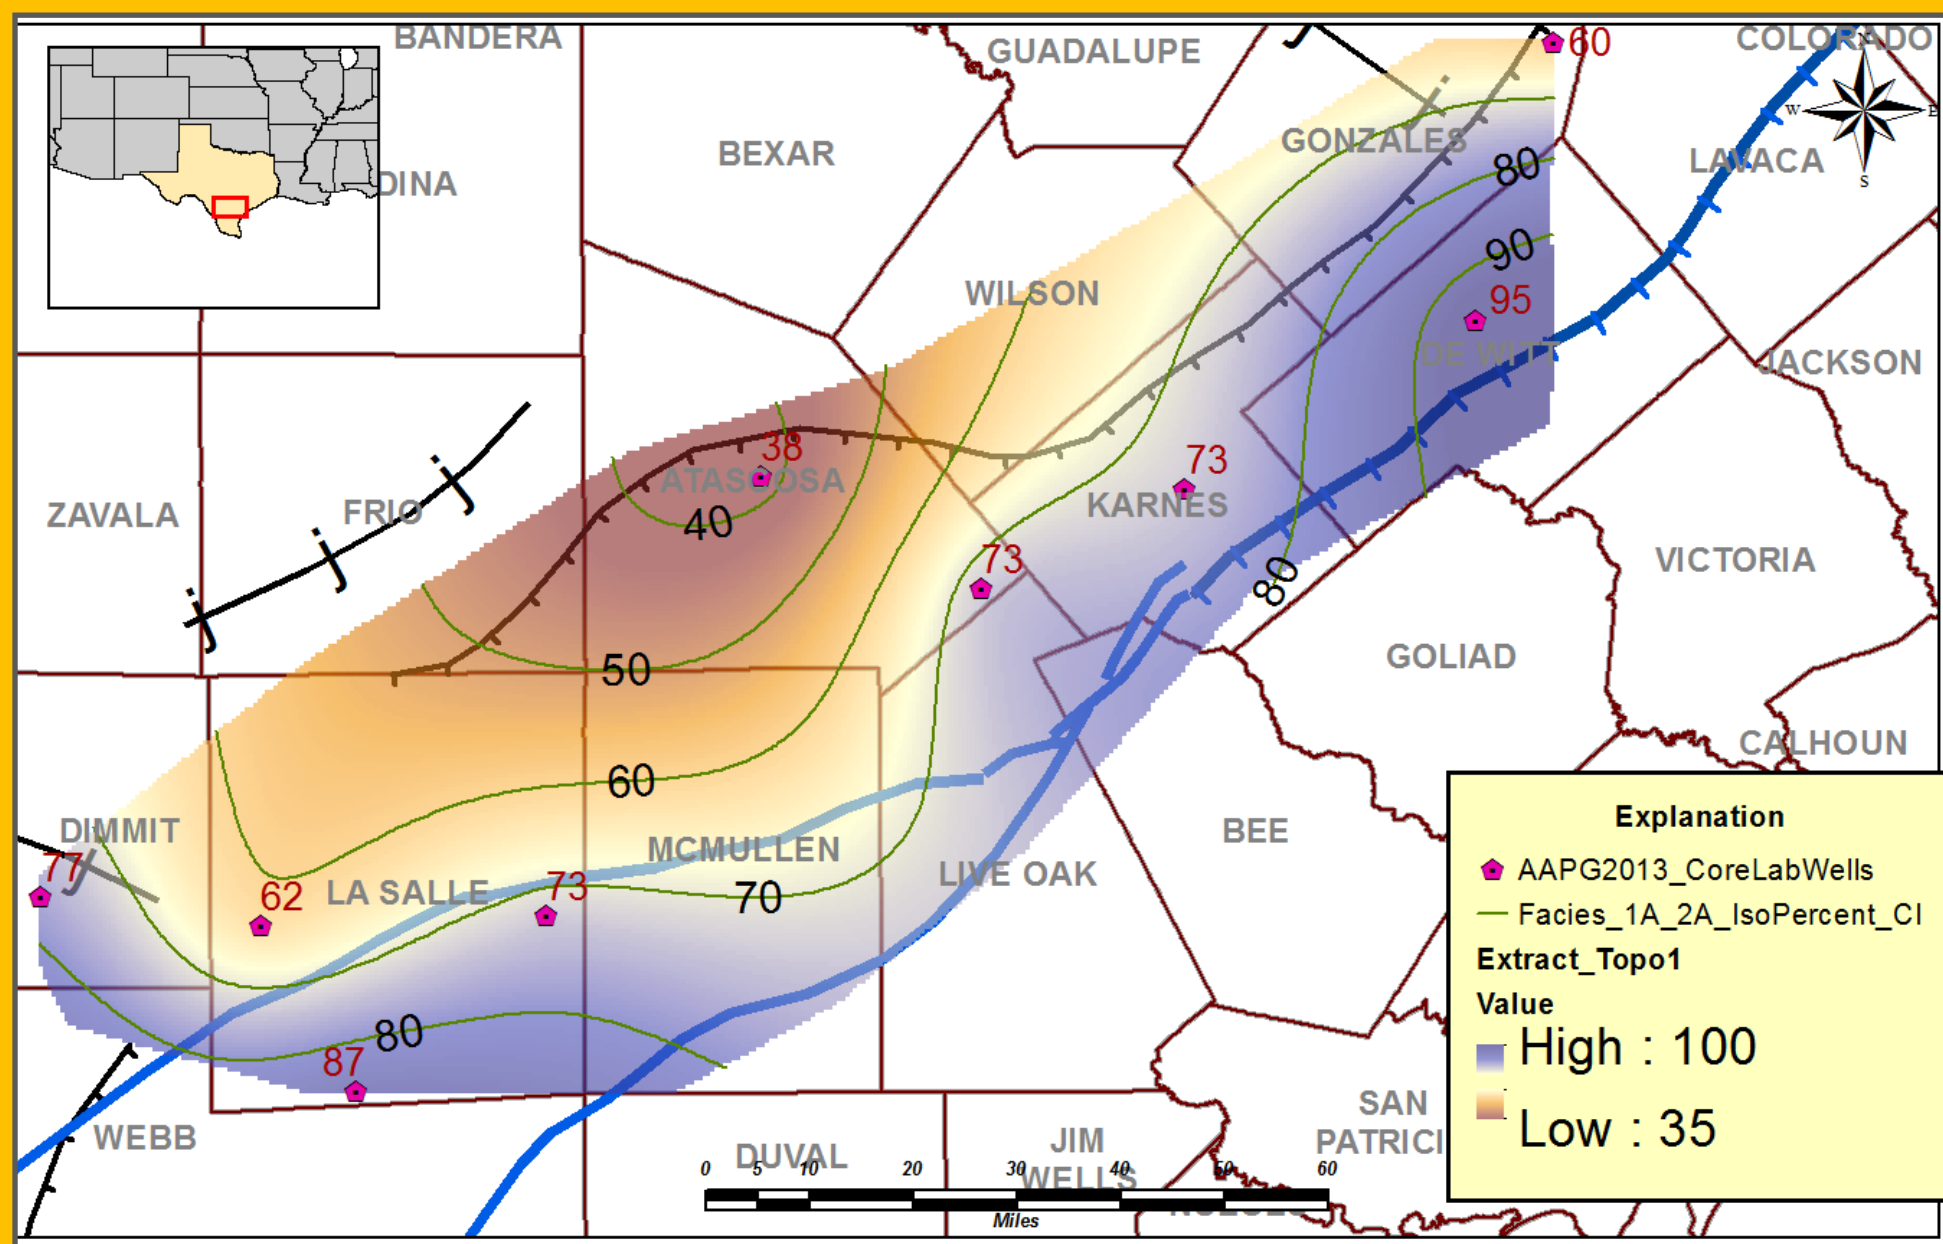 BANDERA
GUADALUPE
60
COLORADO
N
W
E
S
BEXAR
GONZALES
LAVACA
80
DINA
90
WILSON
95
DE WITT
JACKSON
38
ATASCOSA
73
KARNES
ZAVALA
FRIO
40
73
VICTORIA
80
50
GOLIAD
60
CALHOUN
DIMMIT
MCMULLEN
BEE
77
62
LA SALLE
73
70
LIVE OAK
80
87
WEBB
DUVAL
JIM
WELLS
SAN
PATRICI
0 5 10 20 30 40 50 60
Miles
Explanation
AAPG2013_CoreLabWells
Facies_1A_2A_IsoPercent_CI
Extract_Topo1
Value
High : 100
Low : 35